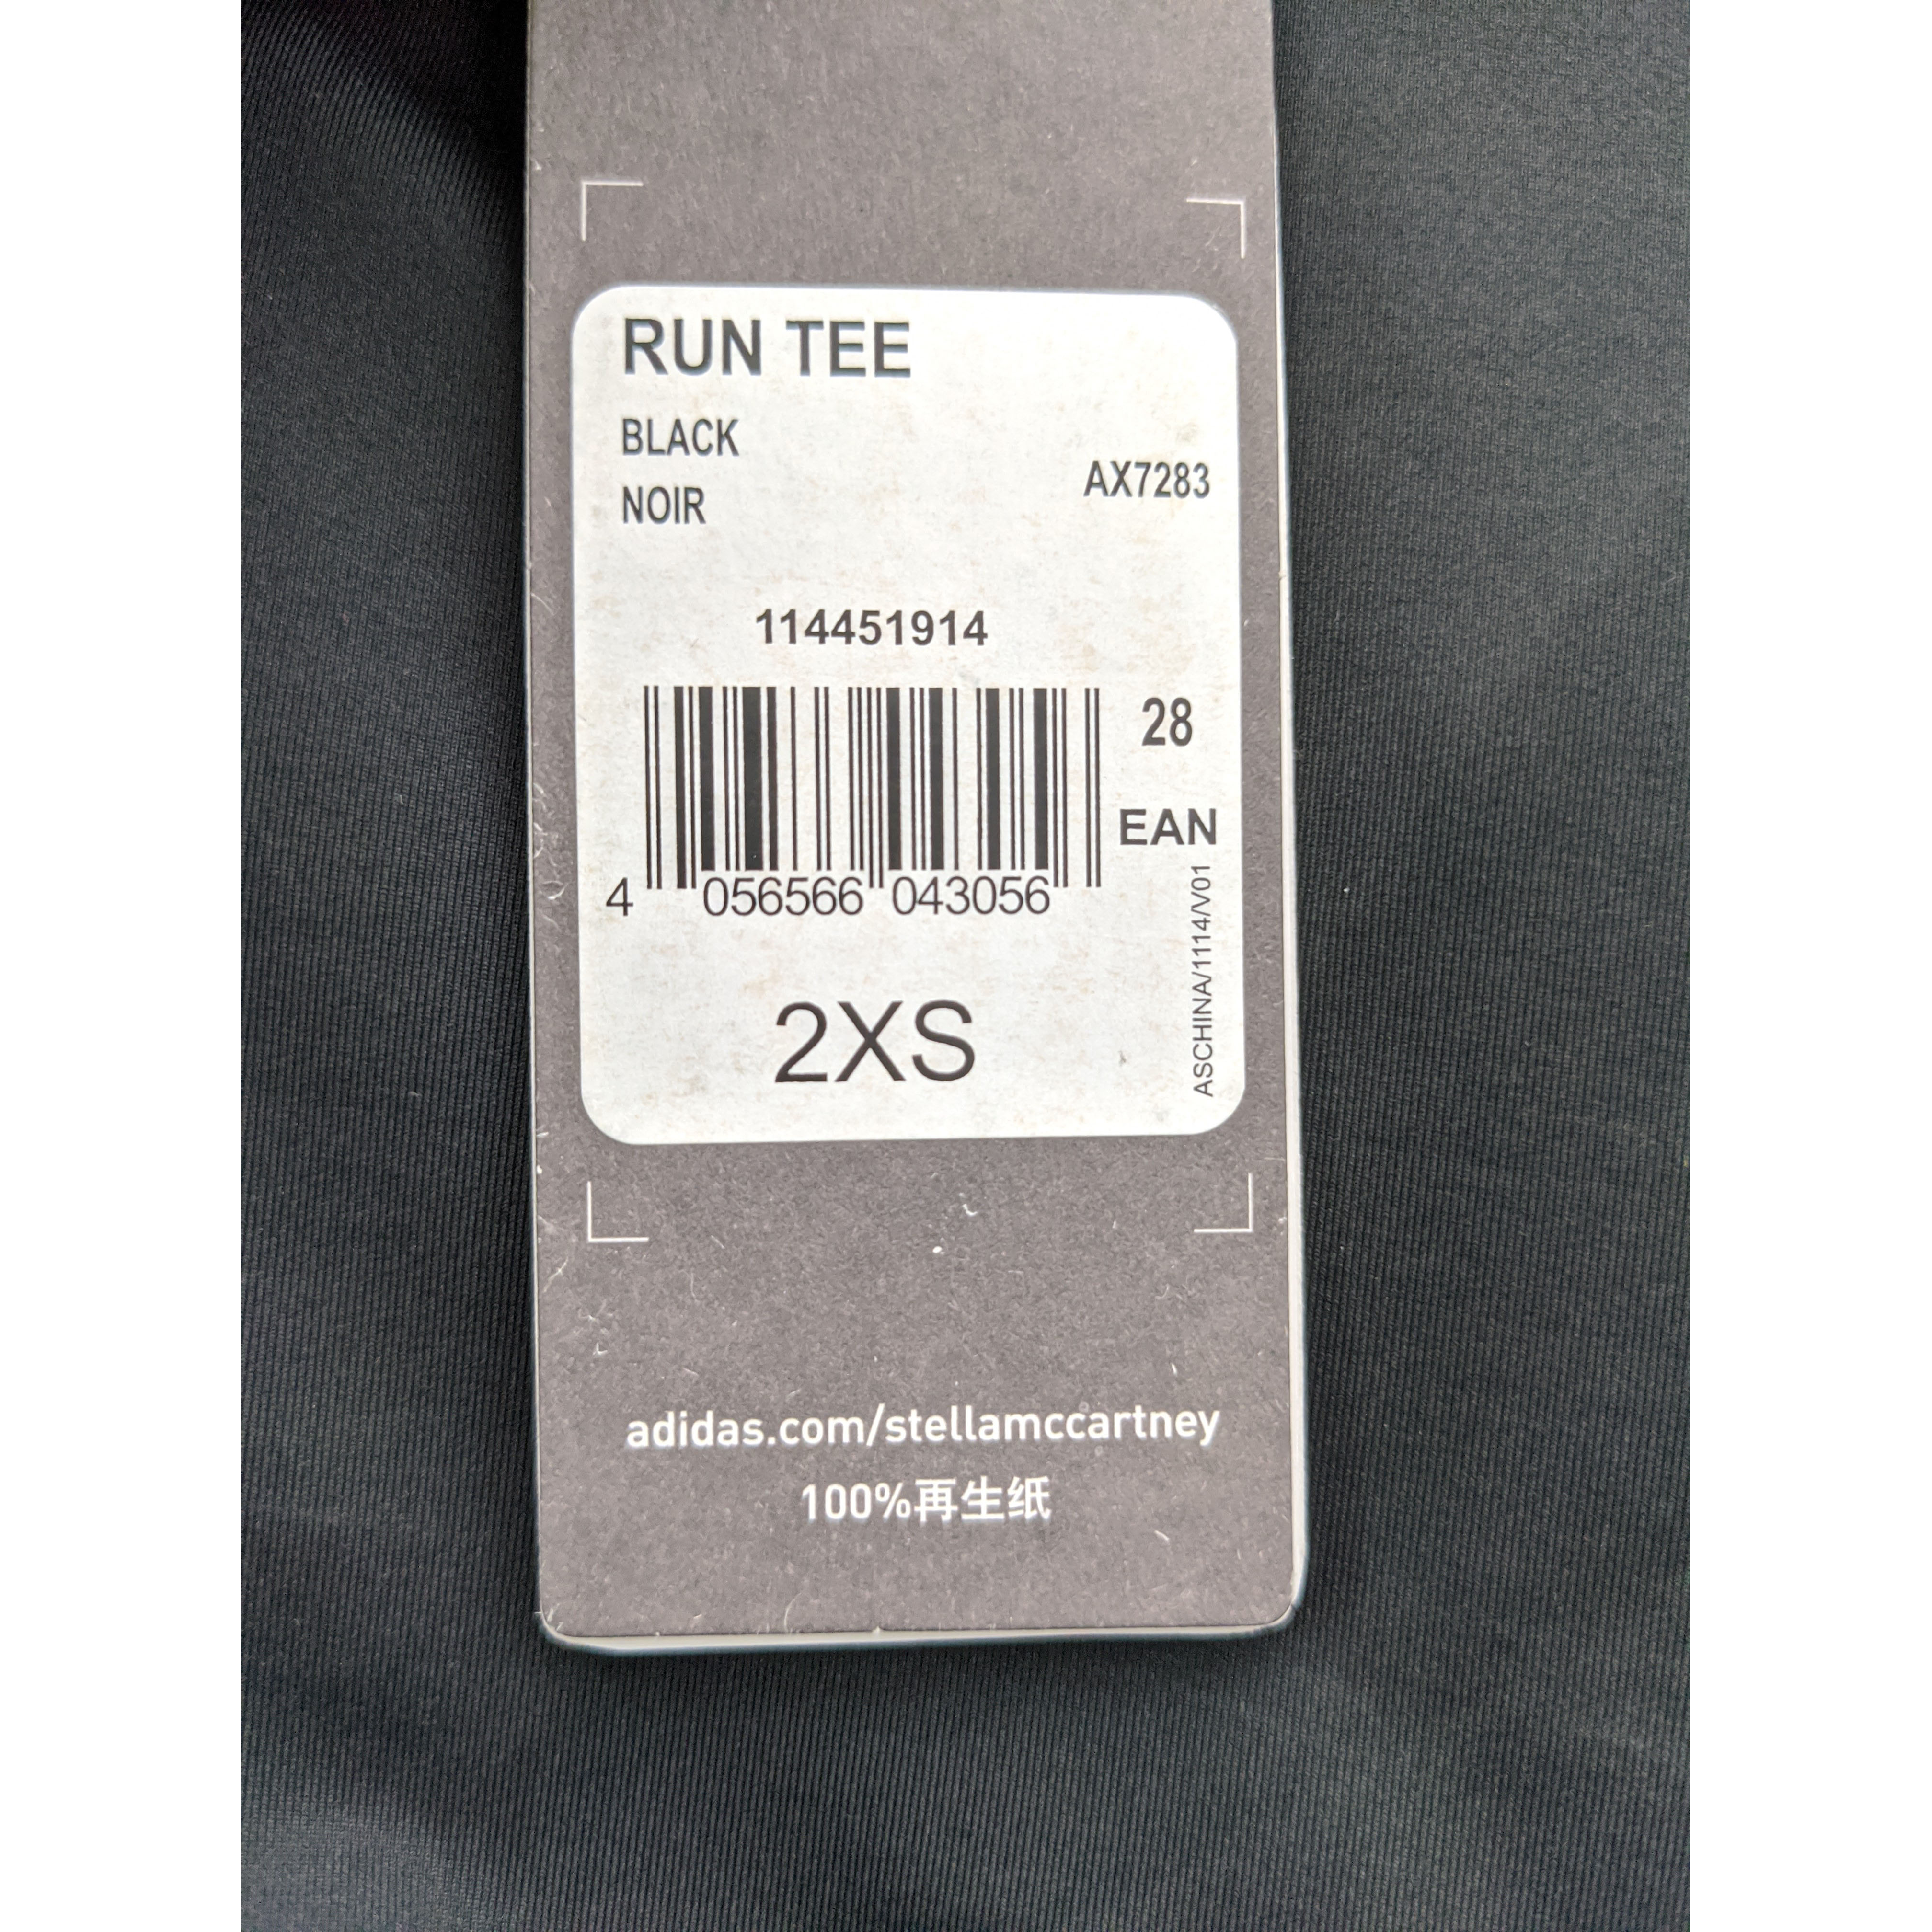 RUN TEE
BLACK
NOIR
AX7283
114451914
28
EAN
4 056566 043056
ASCHINA/1114/V01
2XS
adidas.com/stellamccartney
100%再生纸